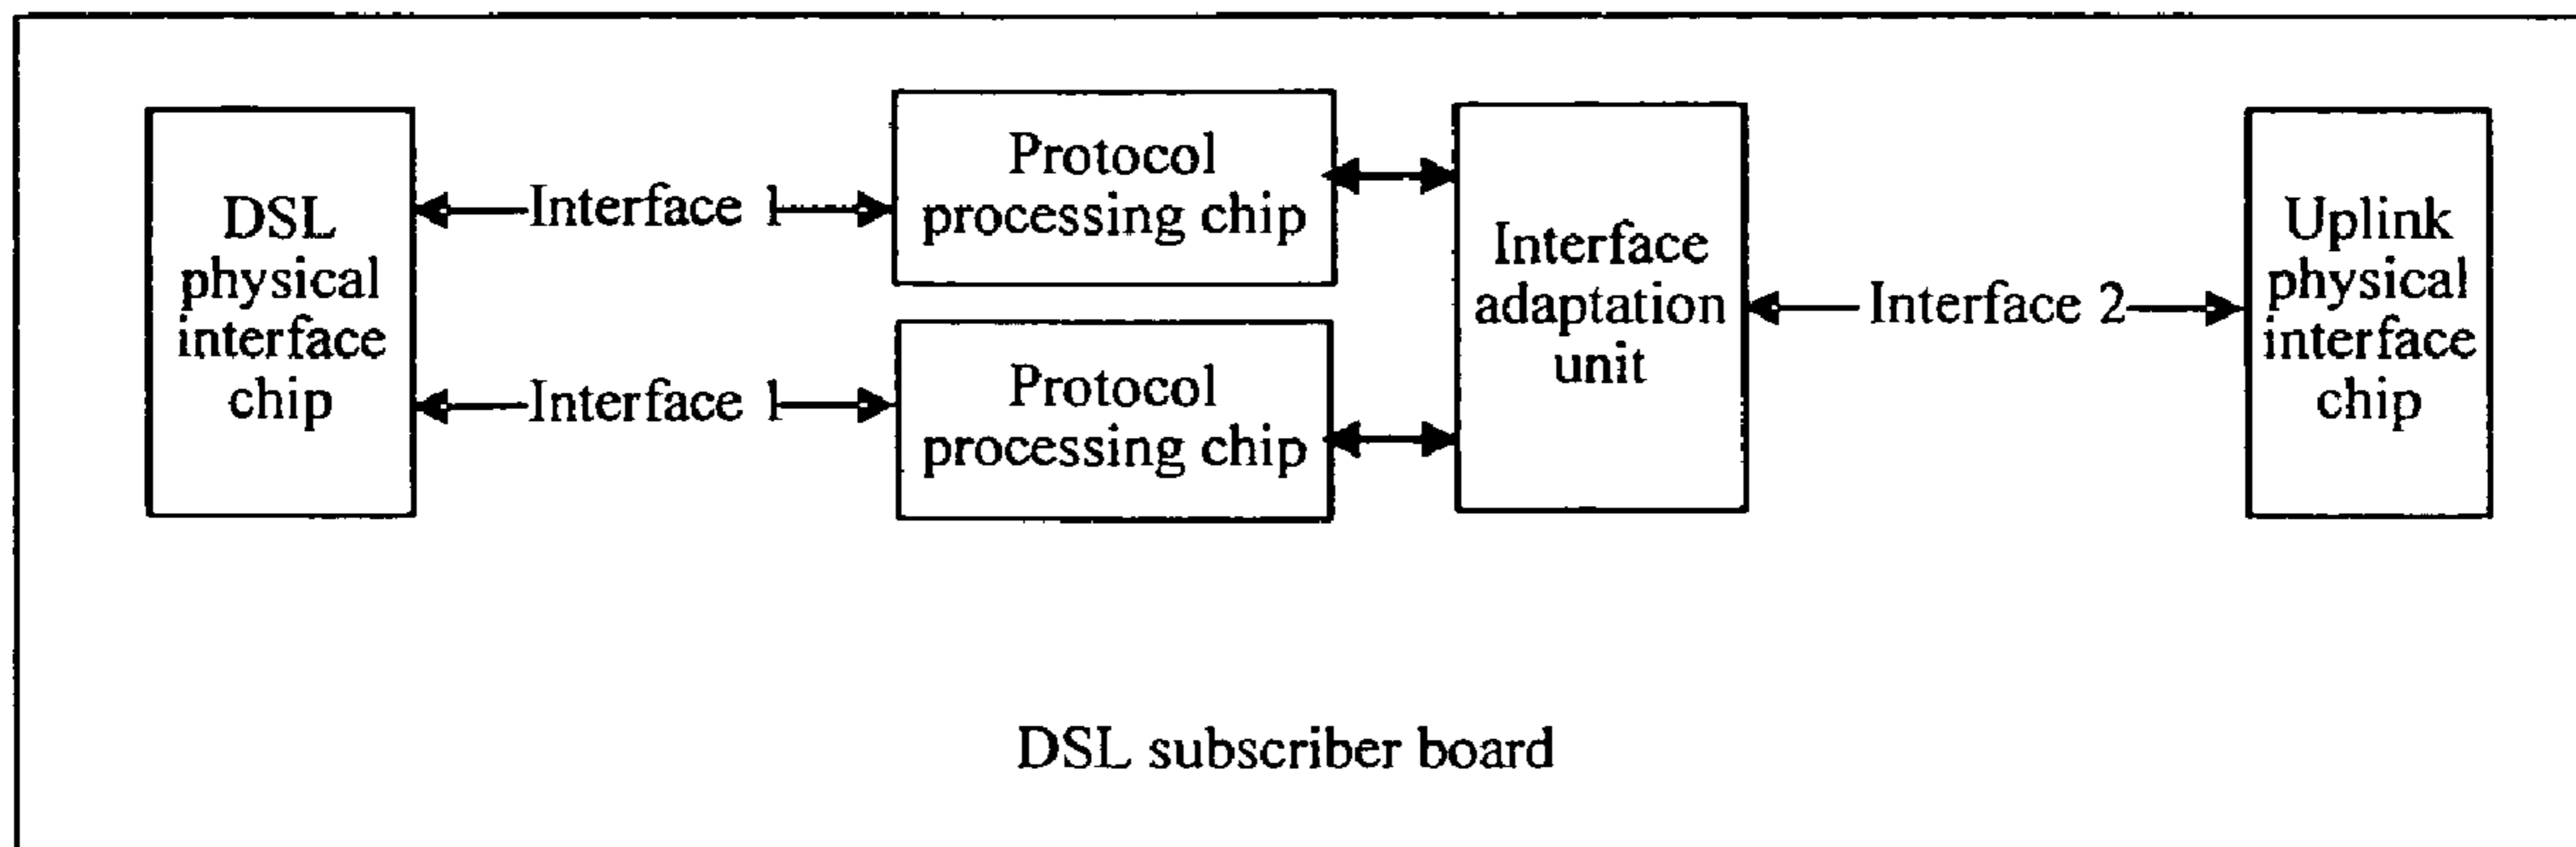 DSL
physical
interface
chip
Interface 1
Interface 1
Protocol
processing chip
Protocol
processing chip
Interface
adaptation
unit
Interface 2
Uplink
physical
interface
chip
DSL subscriber board